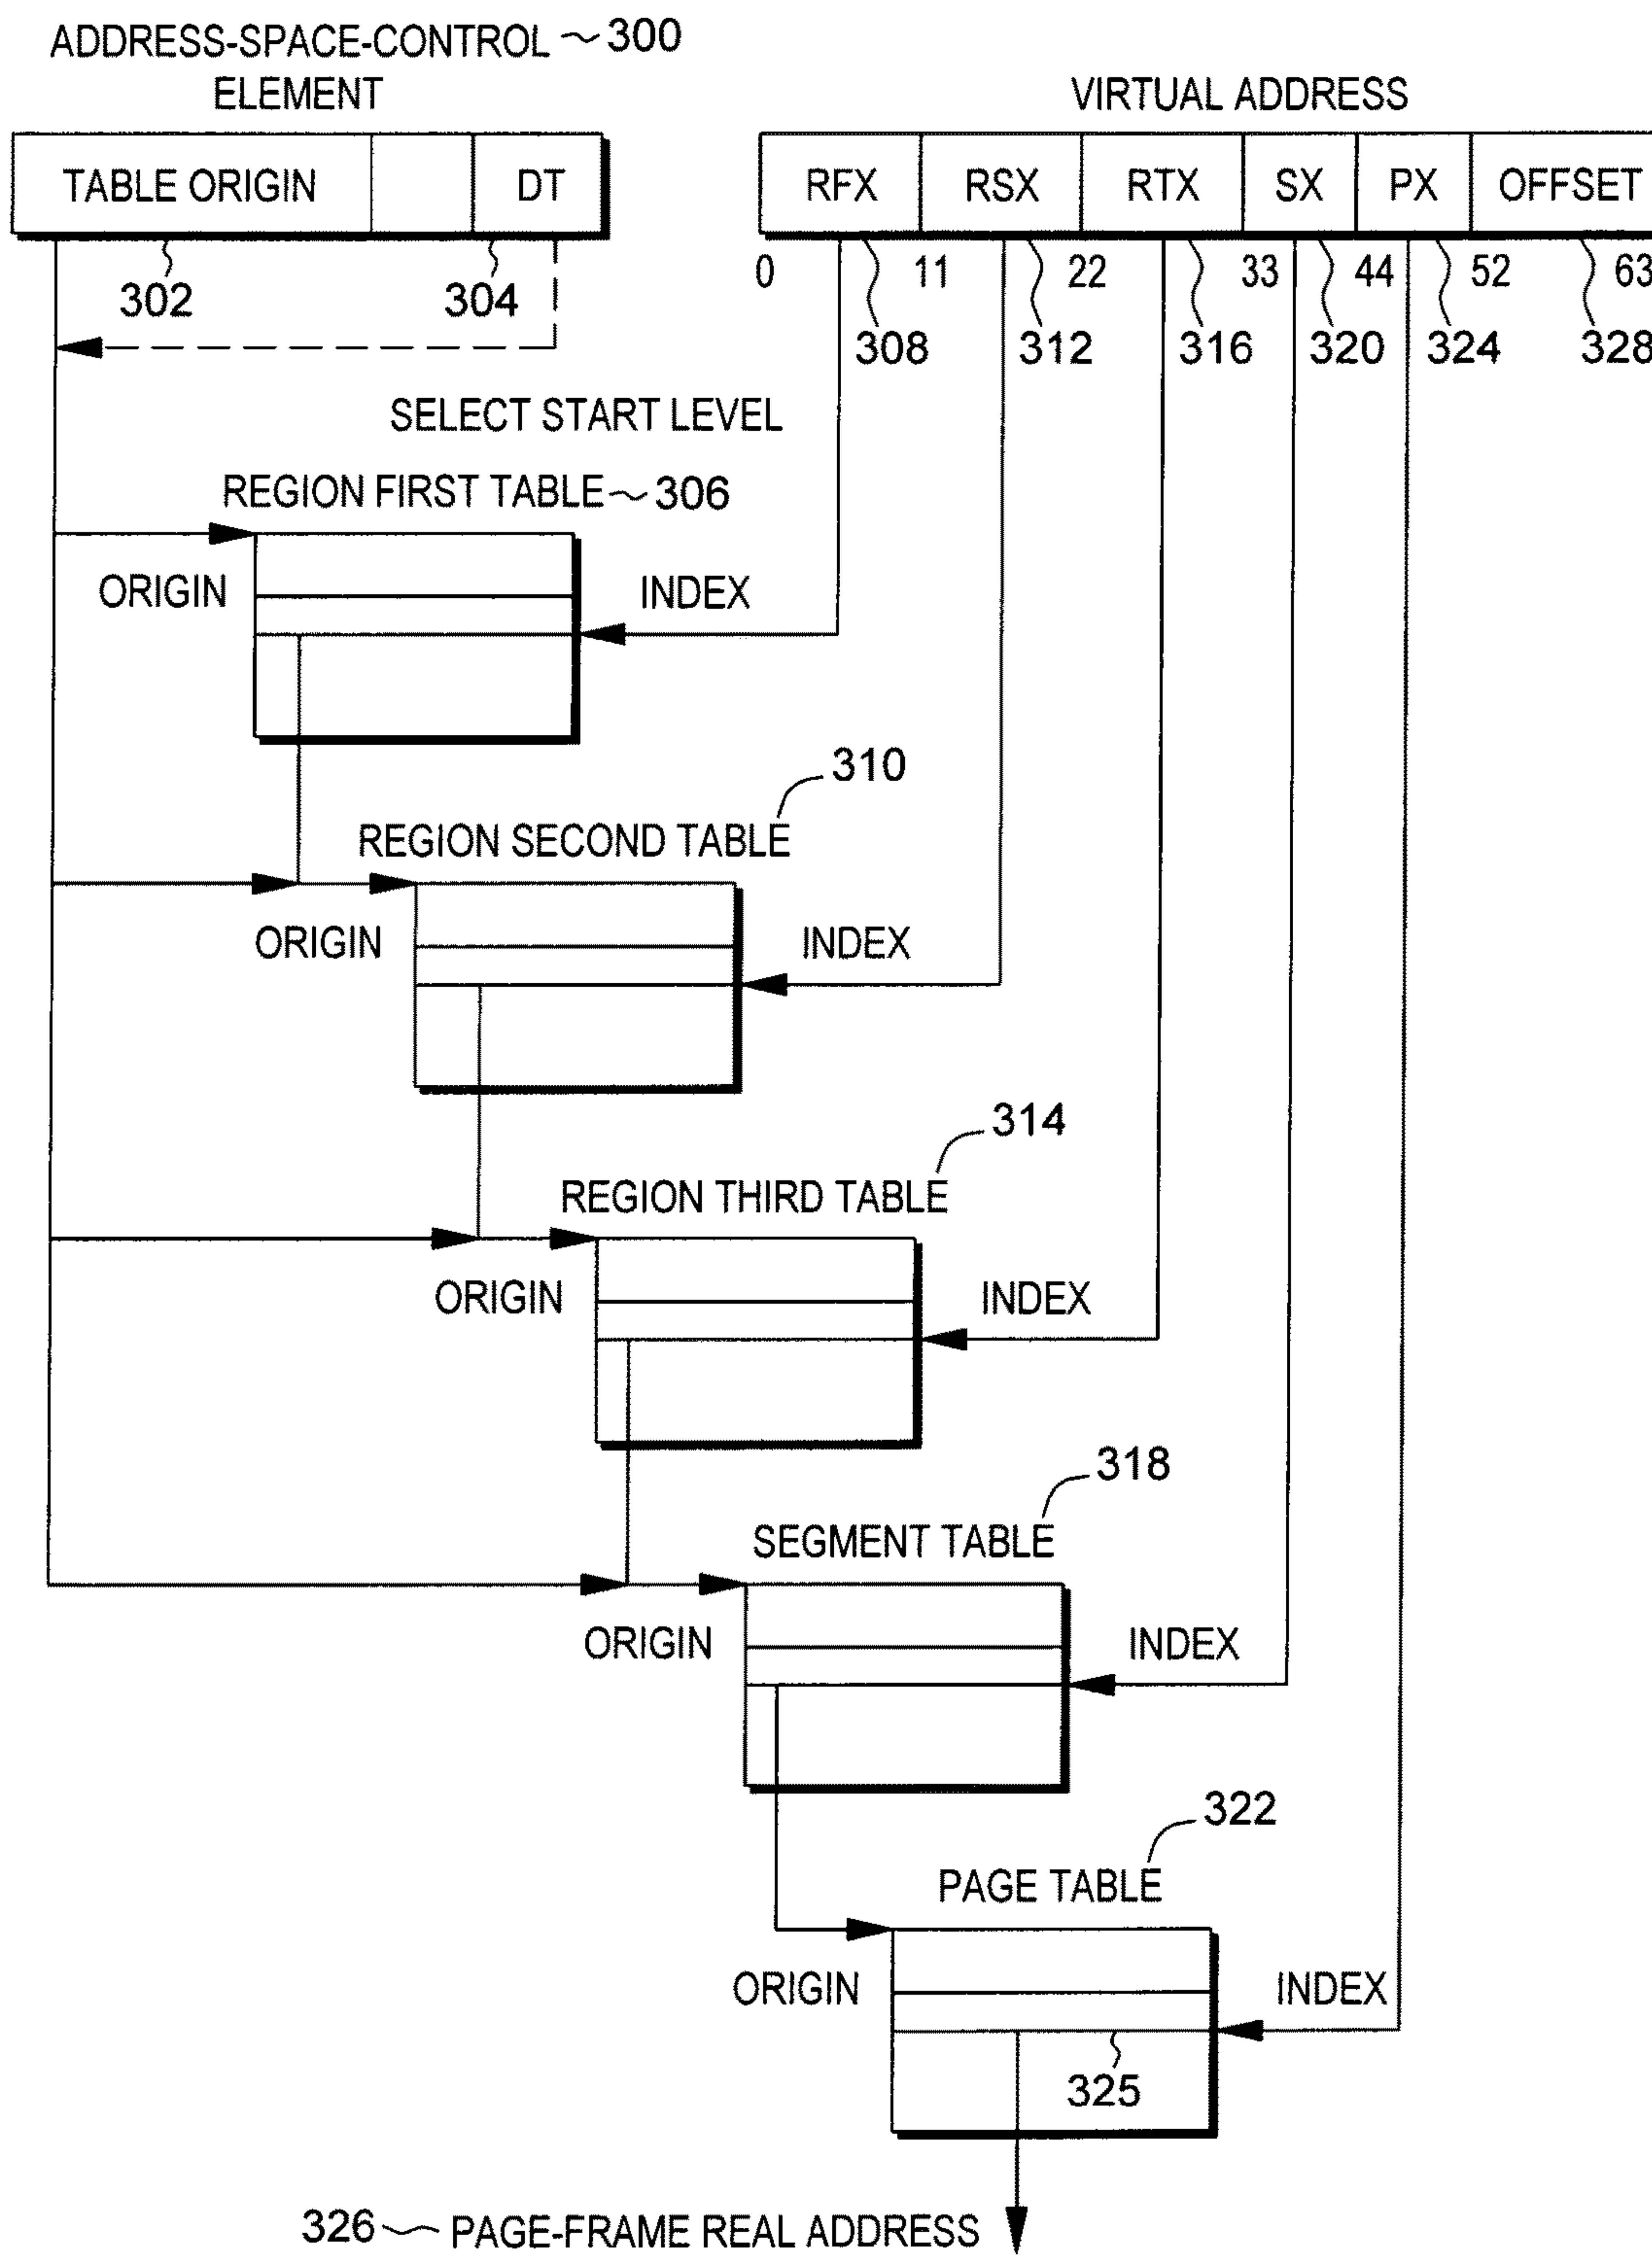 ADDRESS-SPACE-CONTROL 300
ELEMENT
VIRTUAL ADDRESS
TABLE ORIGIN DT
RFX RSX RTX SX PX OFFSET
0 11 22 33 44 52 63
302 304
308 312 316 320 324 328
SELECT START LEVEL
REGION FIRST TABLE 306
ORIGIN INDEX
310
REGION SECOND TABLE
ORIGIN INDEX
314
REGION THIRD TABLE
ORIGIN INDEX
318
SEGMENT TABLE
ORIGIN INDEX
322
PAGE TABLE
ORIGIN INDEX
325
326 PAGE-FRAME REAL ADDRESS